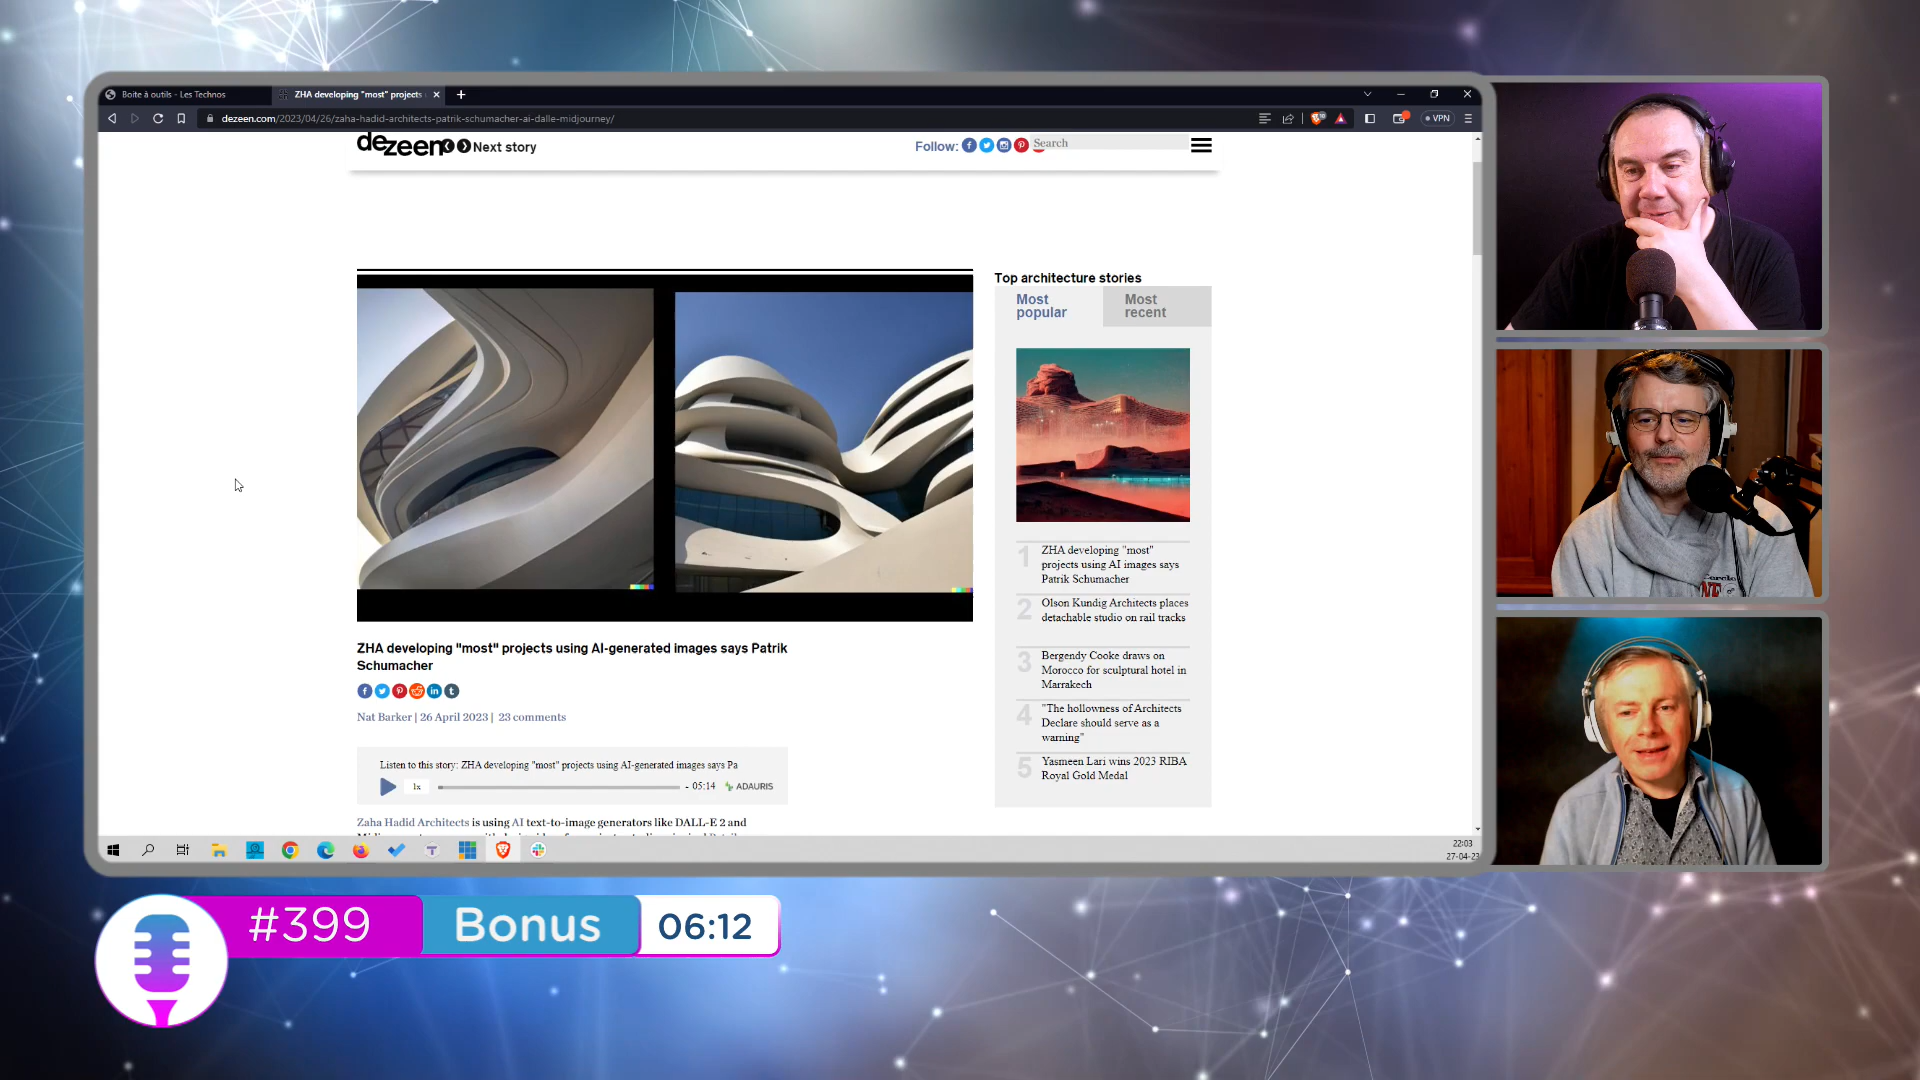 Boite à outils - Les Technos
ZHA developing "most" projects
dezeen.com/2023/04/26/zaha-hadid-architects-patrik-schumacher-ai-dalle-midjourney/
VPN
dezeen
Next story
Follow:
Search
Top architecture stories
Most popular
Most recent
1
ZHA developing "most"
projects using AI images says
Patrik Schumacher
2
Olson Kundig Architects places
detachable studio on rail tracks
3
Bergendy Cooke draws on
Morocco for sculptural hotel in
Marrakech
4
"The hollowness of Architects
Declare should serve as a
warning"
5
Yasmeen Lari wins 2023 RIBA
Royal Gold Medal
ZHA developing "most" projects using AI-generated images says Patrik
Schumacher
Nat Barker | 26 April 2023 | 23 comments
Listen to this story: ZHA developing "most" projects using AI-generated images says Pa
1x
- 05:14
ADAURIS
Zaha Hadid Architects is using AI text-to-image generators like DALL-E 2 and
22:03
27-04-23
#399
Bonus
06:12